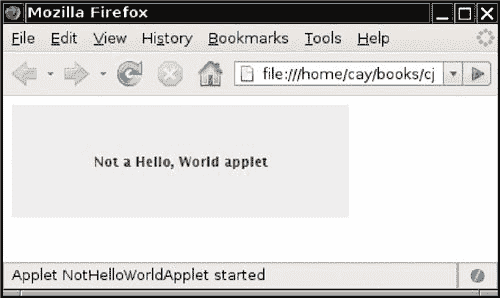 Mozilla Firefox
File Edit View History Bookmarks Tools Help
file:///home/cay/books/cj
Not a Hello, World applet
Applet NotHelloWorldApplet started